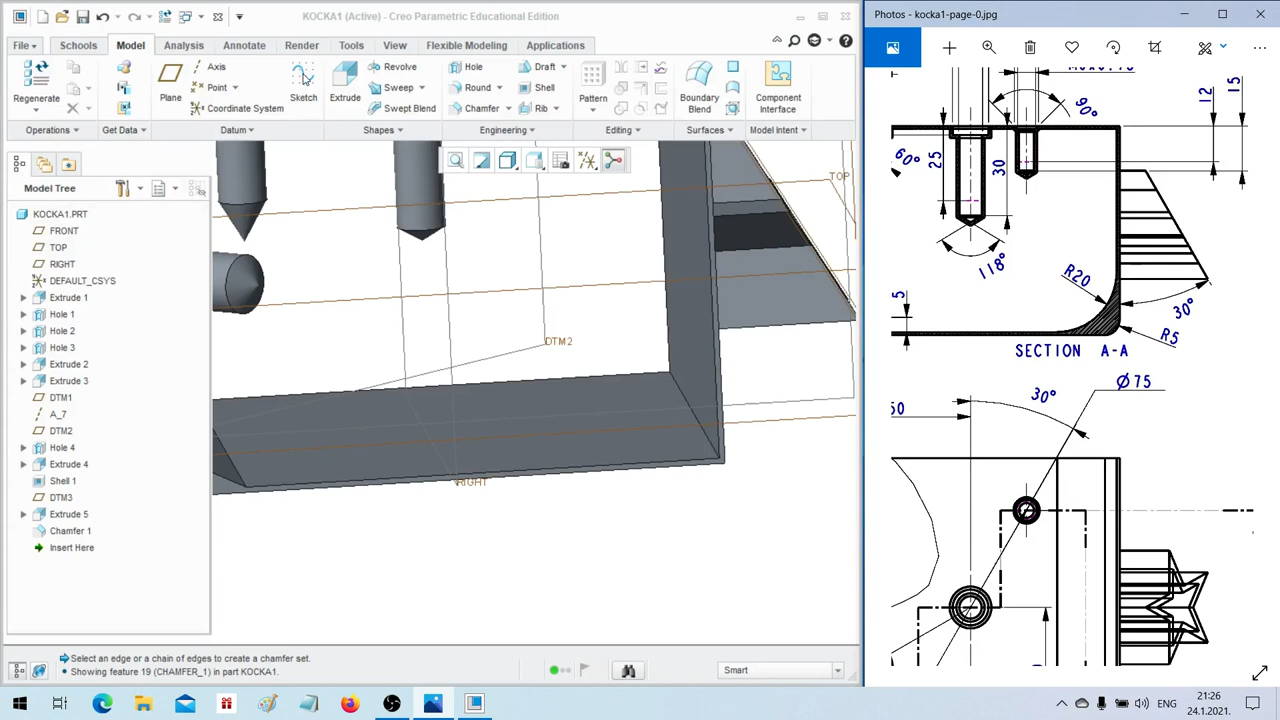 KOCKA1 (Active) - Creo Parametric Educational Edition
File
Schools
Model
Analysis
Annotate
Render
Tools
View
Flexible Modeling
Applications
Regenerate
Operations
Get Data
Plane
Axis
Point
Coordinate System
Sketch
Datum
Extrude
Revolve
Sweep
Swept Blend
Shapes
Hole
Round
Chamfer
Draft
Shell
Rib
Engineering
Pattern
Editing
Boundary
Blend
Surfaces
Component
Interface
Model Intent
Model Tree
KOCKA1.PRT
FRONT
TOP
RIGHT
DEFAULT_CSYS
Extrude 1
Hole 1
Hole 2
Hole 3
Extrude 2
Extrude 3
DTM1
A_7
DTM2
Hole 4
Extrude 4
Shell 1
DTM3
Extrude 5
Chamfer 1
Insert Here
TOP
DTM2
RIGHT
Select an edge or a chain of edges to create a chamfer set.
Showing feature 19 (CHAMFER_1) in part KOCKA1.
Smart
Photos - kocka1-page-0.jpg
90°
12
15
60°
25
30
118°
R20
5
30°
R5
SECTION A-A
Ø75
30°
50
ENG
21:26
24.1.2021.